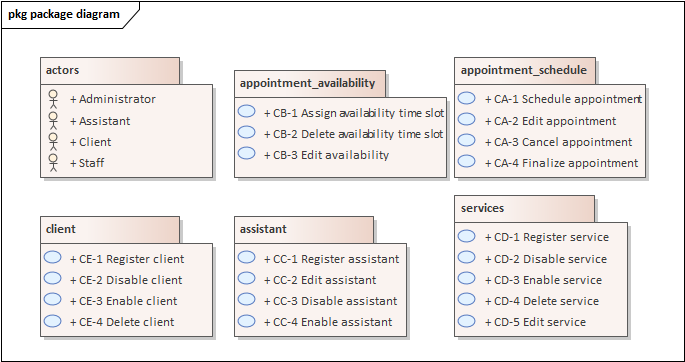 pkg package diagram
actors
+ Administrator
+ Assistant
+ Client
+ Staff
appointment_availability
+ CB-1 Assign availability time slot
+ CB-2 Delete availability time slot
+ CB-3 Edit availability
appointment_schedule
+ CA-1 Schedule appointment
+ CA-2 Edit appointment
+ CA-3 Cancel appointment
+ CA-4 Finalize appointment
client
+ CE-1 Register client
+ CE-2 Disable client
+ CE-3 Enable client
+ CE-4 Delete client
assistant
+ CC-1 Register assistant
+ CC-2 Edit assistant
+ CC-3 Disable assistant
+ CC-4 Enable assistant
services
+ CD-1 Register service
+ CD-2 Disable service
+ CD-3 Enable service
+ CD-4 Delete service
+ CD-5 Edit service